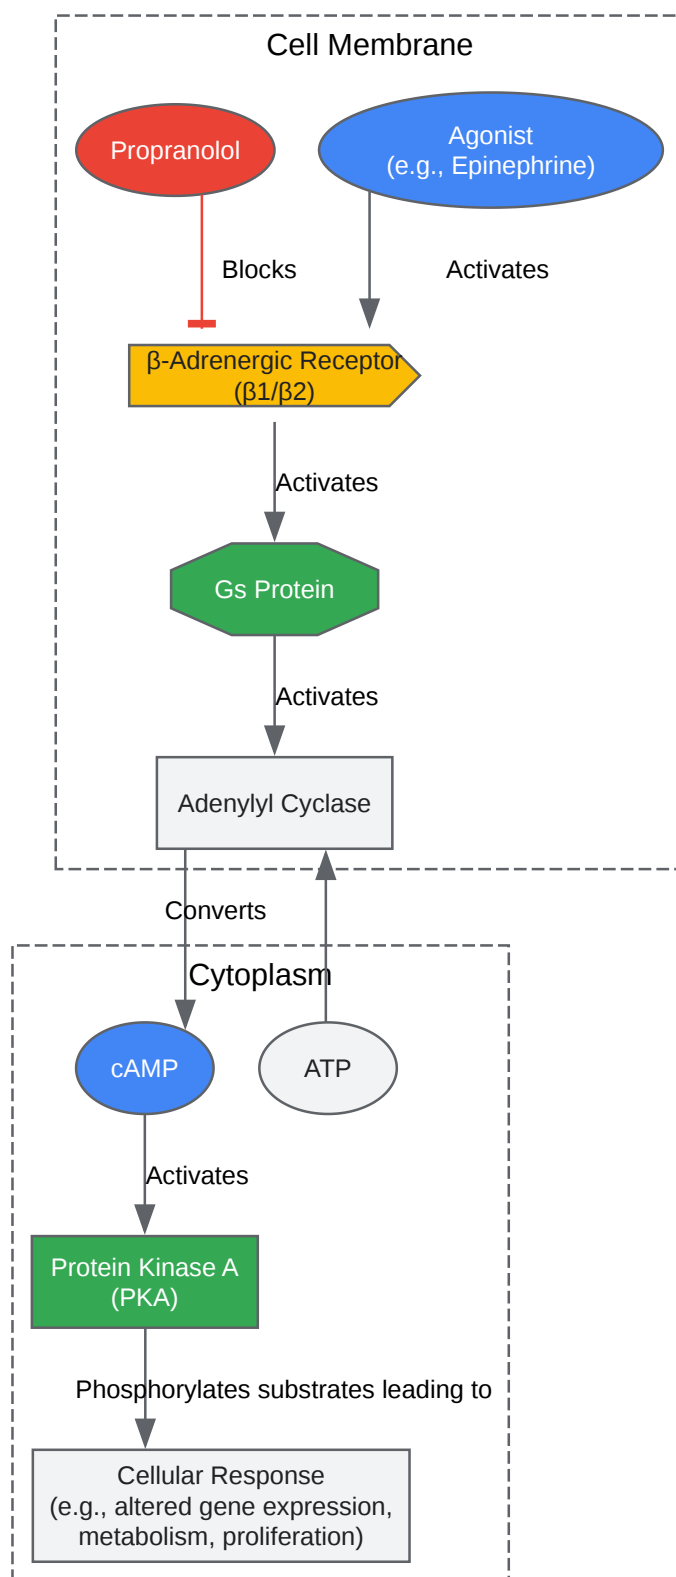 Cell Membrane
Propranolol
Agonist
(e.g., Epinephrine)
Blocks
Activates
β-Adrenergic Receptor
(β1/β2)
Activates
Gs Protein
Activates
Adenylyl Cyclase
Converts
Cytoplasm
cAMP
ATP
Activates
Protein Kinase A
(PKA)
Phosphorylates substrates leading to
Cellular Response
(e.g., altered gene expression,
metabolism, proliferation)